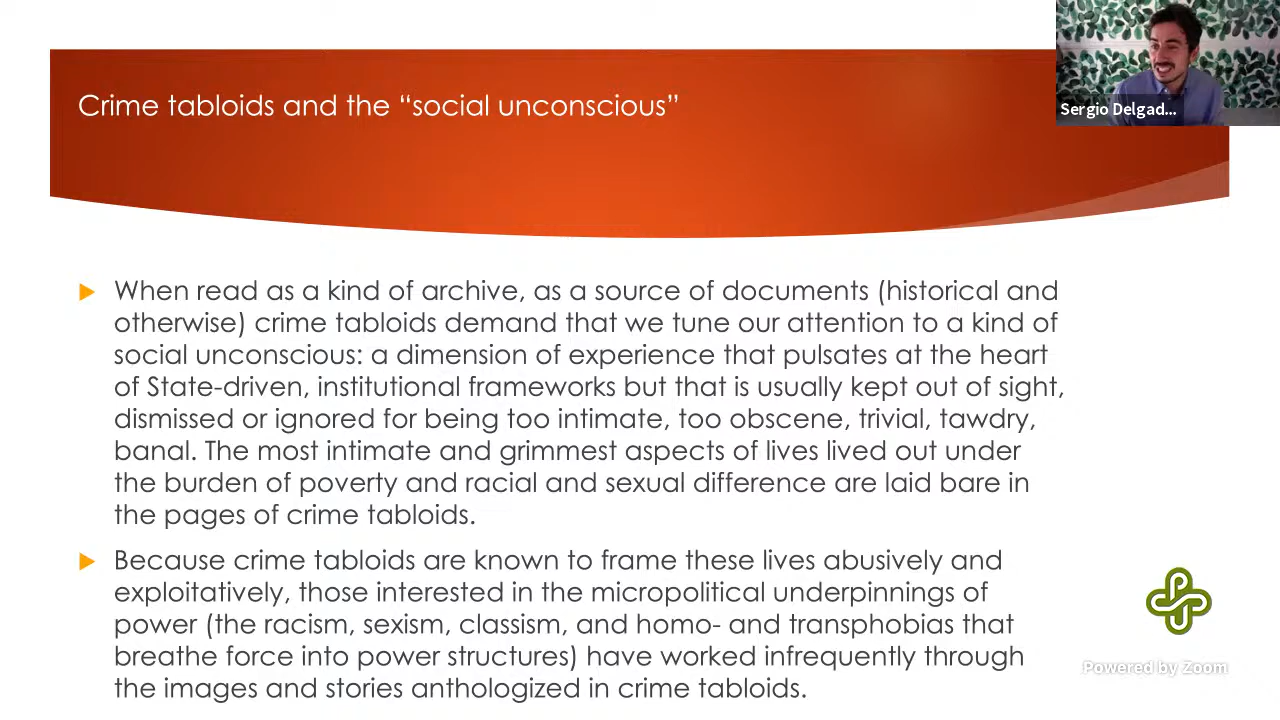 Crime tabloids and the “social unconscious”
Sergio Delgad...
When read as a kind of archive, as a source of documents (historical and
otherwise) crime tabloids demand that we tune our attention to a kind of
social unconscious: a dimension of experience that pulsates at the heart
of State-driven, institutional frameworks but that is usually kept out of sight,
dismissed or ignored for being too intimate, too obscene, trivial, tawdry,
banal. The most intimate and grimmest aspects of lives lived out under
the burden of poverty and racial and sexual difference are laid bare in
the pages of crime tabloids.
Because crime tabloids are known to frame these lives abusively and
exploitatively, those interested in the micropolitical underpinnings of
power (the racism, sexism, classism, and homo- and transphobias that
breathe force into power structures) have worked infrequently through
the images and stories anthologized in crime tabloids.
PSU
Powered by Zoom